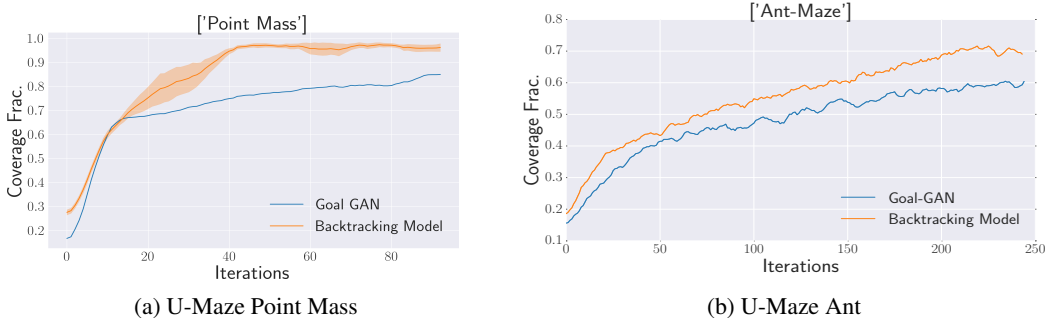 ['Point Mass']
1.0
0.9
0.8
0.7
0.6
0.5
0.4
0.3
0.2
Coverage Frac.
Goal GAN
Backtracking Model
0 20 40 60 80
Iterations
(a) U-Maze Point Mass
['Ant-Maze']
0.8
0.7
0.6
0.5
0.4
0.3
0.2
0.1
Coverage Frac.
Goal-GAN
Backtracking Model
0 50 100 150 200 250
Iterations
(b) U-Maze Ant